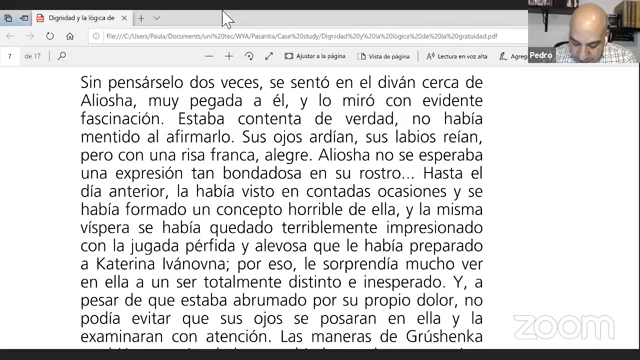 Dignidad y la lógica de
file:///C:/Users/Paula/Documents/uni%20tec/WYA/Pasantia/Case%20study/Dignidad%20y%20la%20lógica%20de%20la%20gratuidad.pdf
7 de 17
Ajustar a la página
Vista de página
Lectura en voz alta
Agregar
Pedro
Sin pensárselo dos veces, se sentó en el diván cerca de
Aliosha, muy pegada a él, y lo miró con evidente
fascinación. Estaba contenta de verdad, no había
mentido al afirmarlo. Sus ojos ardían, sus labios reían,
pero con una risa franca, alegre. Aliosha no se esperaba
una expresión tan bondadosa en su rostro... Hasta el
día anterior, la había visto en contadas ocasiones y se
había formado un concepto horrible de ella, y la misma
víspera se había quedado terriblemente impresionado
con la jugada pérfida y alevosa que le había preparado
a Katerina Ivánovna; por eso, le sorprendía mucho ver
en ella a un ser totalmente distinto e inesperado. Y, a
pesar de que estaba abrumado por su propio dolor, no
podía evitar que sus ojos se posaran en ella y la
examinaran con atención. Las maneras de Grúshenka
zoom